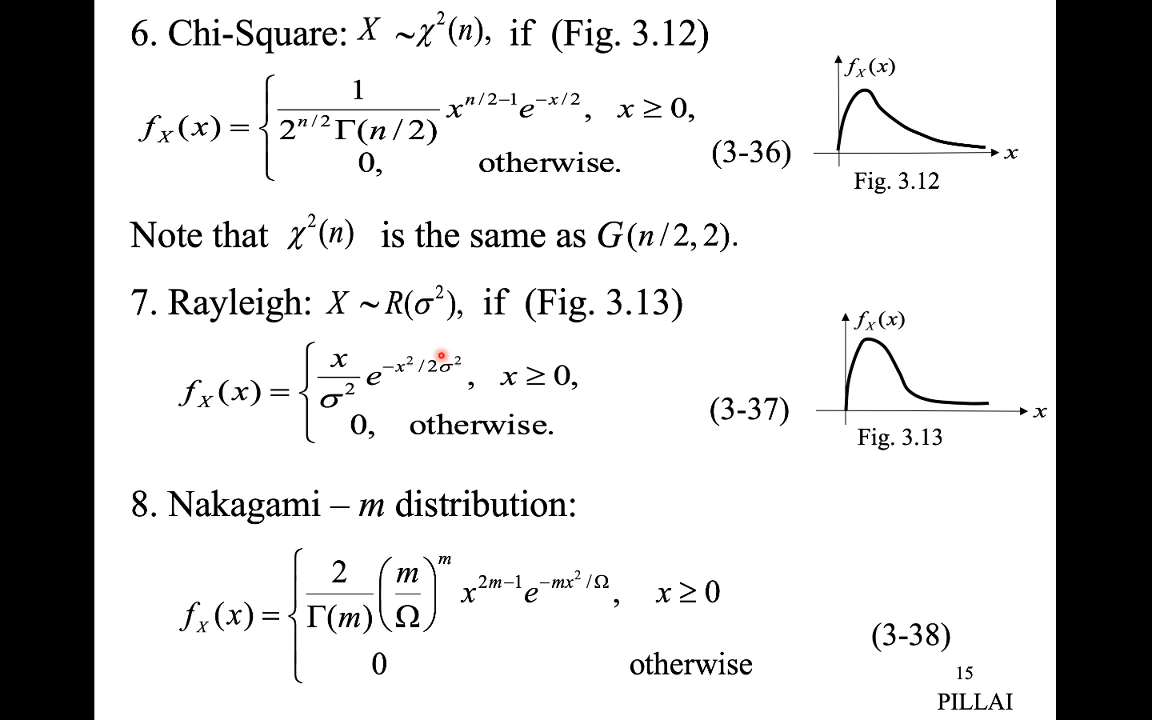 6. Chi-Square: X ~χ²(n), if (Fig. 3.12)
f_X(x) = { 1 / (2^{n/2} Γ(n/2)) x^{n/2−1} e^{−x/2}, x ≥ 0,
0, otherwise.
(3-36)
f_X(x)
x
Fig. 3.12
Note that χ²(n) is the same as G(n/2, 2).
7. Rayleigh: X ~ R(σ²), if (Fig. 3.13)
f_X(x) = { x / σ² e^{−x²/2σ²}, x ≥ 0,
0, otherwise.
(3-37)
f_X(x)
x
Fig. 3.13
8. Nakagami – m distribution:
f_X(x) = { 2 / Γ(m) (m / Ω)^m x^{2m−1} e^{−mx²/Ω}, x ≥ 0
0 otherwise
(3-38)
15
PILLAI